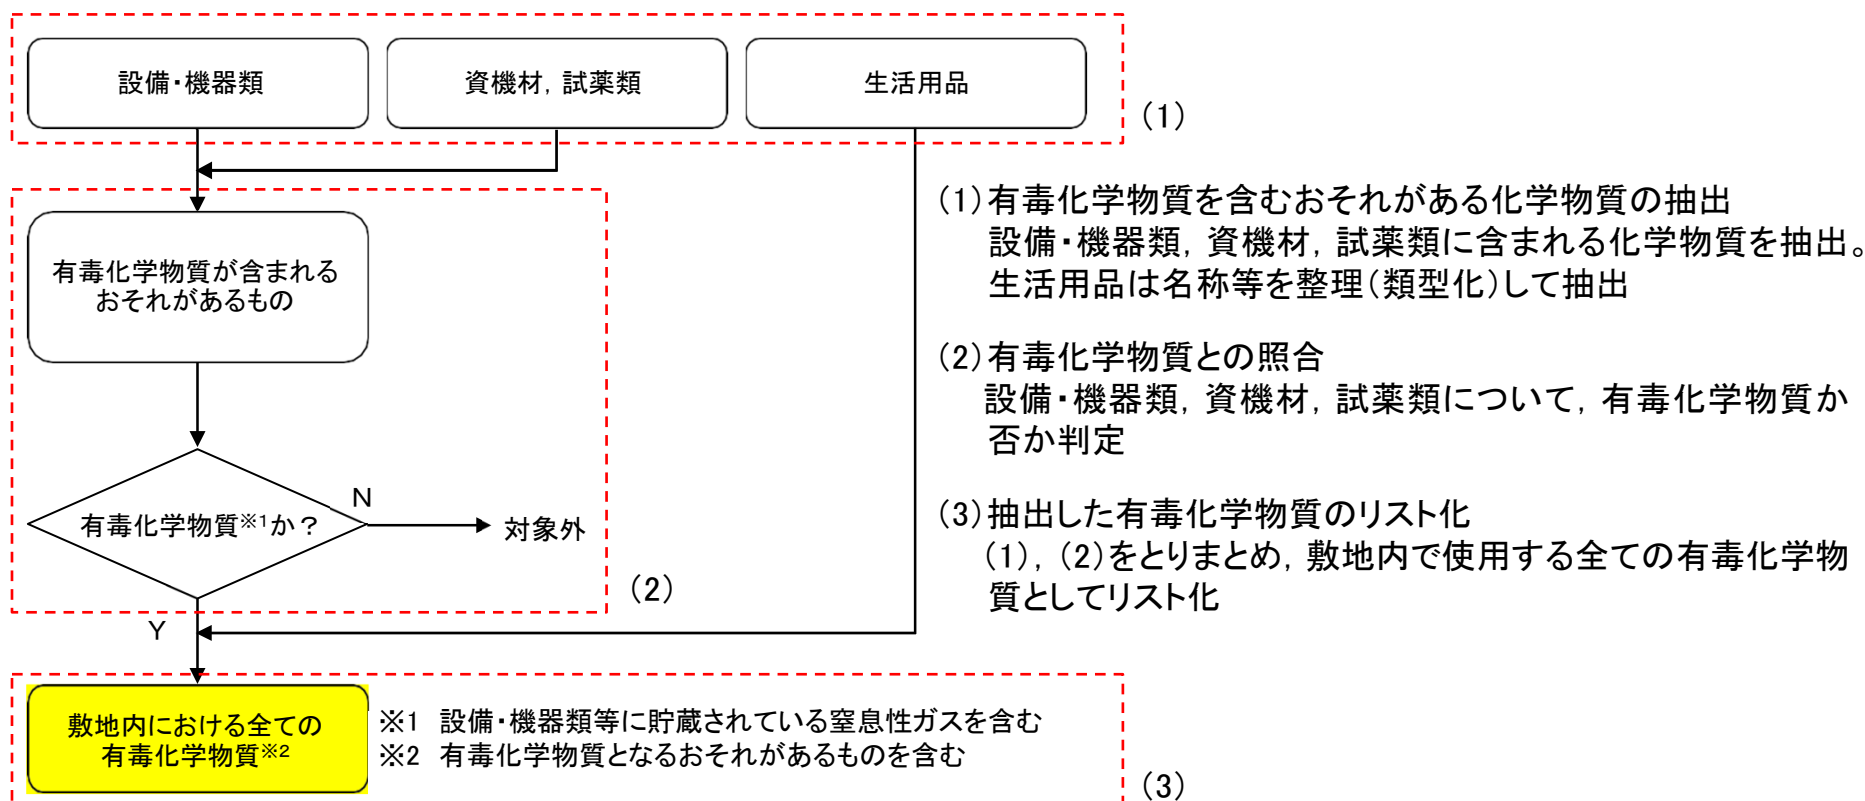 設備・機器類
資機材，試薬類
生活用品
（1）
有毒化学物質が含まれる
おそれがあるもの
有毒化学物質※1か？
N
対象外
（2）
Y
敷地内における全ての
有毒化学物質※2
※1　設備・機器類等に貯蔵されている窒息性ガスを含む
※2　有毒化学物質となるおそれがあるものを含む
（3）
（1）有毒化学物質を含むおそれがある化学物質の抽出
設備・機器類，資機材，試薬類に含まれる化学物質を抽出。
生活用品は名称等を整理（類型化）して抽出
（2）有毒化学物質との照合
設備・機器類，資機材，試薬類について，有毒化学物質か
否か判定
（3）抽出した有毒化学物質のリスト化
（1），（2）をとりまとめ，敷地内で使用する全ての有毒化学物
質としてリスト化